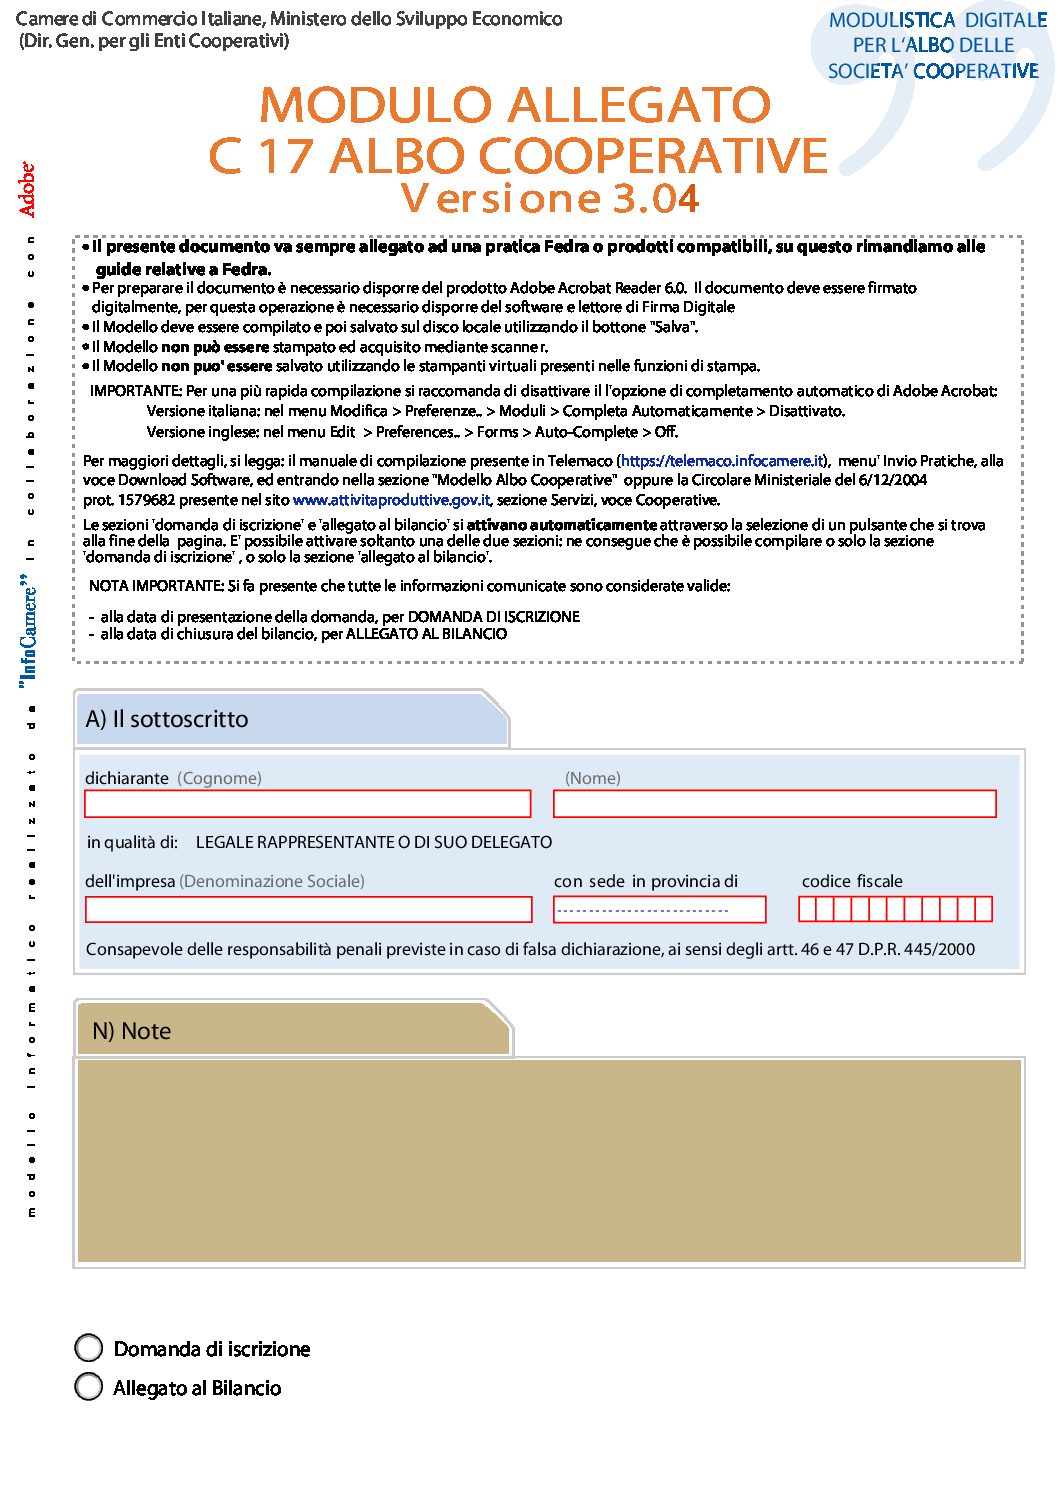 Camere di Commercio Italiane, Ministero dello Sviluppo Economico
(Dir. Gen. per gli Enti Cooperativi)
MODULISTICA DIGITALE
PER L'ALBO DELLE
SOCIETA' COOPERATIVE
MODULO ALLEGATO
C 17 ALBO COOPERATIVE
Versione 3.04
• Il presente documento va sempre allegato ad una pratica Fedra o prodotti compatibili, su questo rimandiamo alle
guide relative a Fedra.
• Per preparare il documento è necessario disporre del prodotto Adobe Acrobat Reader 6.0. Il documento deve essere firmato
digitalmente, per questa operazione è necessario disporre del software e lettore di Firma Digitale
• Il Modello deve essere compilato e poi salvato sul disco locale utilizzando il bottone "Salva".
• Il Modello non può essere stampato ed acquisito mediante scanner.
• Il Modello non puo' essere salvato utilizzando le stampanti virtuali presenti nelle funzioni di stampa.
IMPORTANTE: Per una più rapida compilazione si raccomanda di disattivare il l'opzione di completamento automatico di Adobe Acrobat:
Versione italiana: nel menu Modifica > Preferenze.. > Moduli > Completa Automaticamente > Disattivato.
Versione inglese: nel menu Edit > Preferences.. > Forms > Auto-Complete > Off.
Per maggiori dettagli, si legga: il manuale di compilazione presente in Telemaco (https://telemaco.infocamere.it), menu' Invio Pratiche, alla
voce Download Software, ed entrando nella sezione "Modello Albo Cooperative" oppure la Circolare Ministeriale del 6/12/2004
prot. 1579682 presente nel sito www.attivitaproduttive.gov.it, sezione Servizi, voce Cooperative.
Le sezioni 'domanda di iscrizione' e 'allegato al bilancio' si attivano automaticamente attraverso la selezione di un pulsante che si trova
alla fine della pagina. E' possibile attivare soltanto una delle due sezioni: ne consegue che è possibile compilare o solo la sezione
'domanda di iscrizione' , o solo la sezione 'allegato al bilancio'.
NOTA IMPORTANTE: Si fa presente che tutte le informazioni comunicate sono considerate valide:
- alla data di presentazione della domanda, per DOMANDA DI ISCRIZIONE
- alla data di chiusura del bilancio, per ALLEGATO AL BILANCIO
modello informatico realizzato da "InfoCamere" in collaborazione con Adobe
A) Il sottoscritto
dichiarante (Cognome) (Nome)
in qualità di: LEGALE RAPPRESENTANTE O DI SUO DELEGATO
dell'impresa (Denominazione Sociale) con sede in provincia di codice fiscale
----------------------------
Consapevole delle responsabilità penali previste in caso di falsa dichiarazione, ai sensi degli artt. 46 e 47 D.P.R. 445/2000
N) Note
Domanda di iscrizione
Allegato al Bilancio